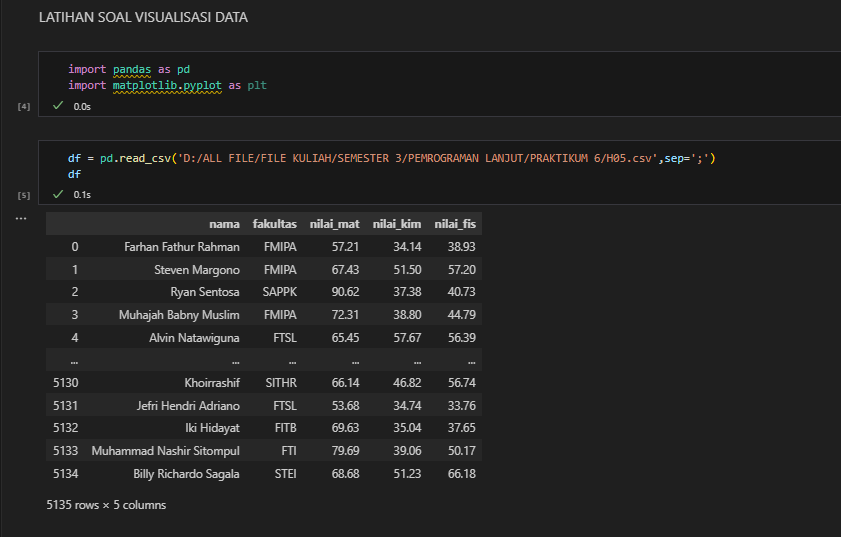 LATIHAN SOAL VISUALISASI DATA
import pandas as pd
import matplotlib.pyplot as plt
[4] 0.0s
df = pd.read_csv('D:/ALL FILE/FILE KULIAH/SEMESTER 3/PEMROGRAMAN LANJUT/PRAKTIKUM 6/H05.csv',sep=';')
df
[5] 0.1s
...
nama fakultas nilai_mat nilai_kim nilai_fis
0 Farhan Fathur Rahman FMIPA 57.21 34.14 38.93
1 Steven Margono FMIPA 67.43 51.50 57.20
2 Ryan Sentosa SAPPK 90.62 37.38 40.73
3 Muhajah Babny Muslim FMIPA 72.31 38.80 44.79
4 Alvin Natawiguna FTSL 65.45 57.67 56.39
... ... ... ... ... ...
5130 Khoirrashif SITHR 66.14 46.82 56.74
5131 Jefri Hendri Adriano FTSL 53.68 34.74 33.76
5132 Iki Hidayat FITB 69.63 35.04 37.65
5133 Muhammad Nashir Sitompul FTI 79.69 39.06 50.17
5134 Billy Richardo Sagala STEI 68.68 51.23 66.18
5135 rows × 5 columns